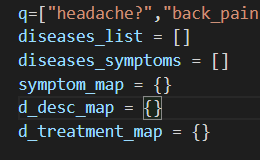 q=["headache?","back_pain
diseases_list = []
diseases_symptoms = []
symptom_map = {}
d_desc_map = {}
d_treatment_map = {}